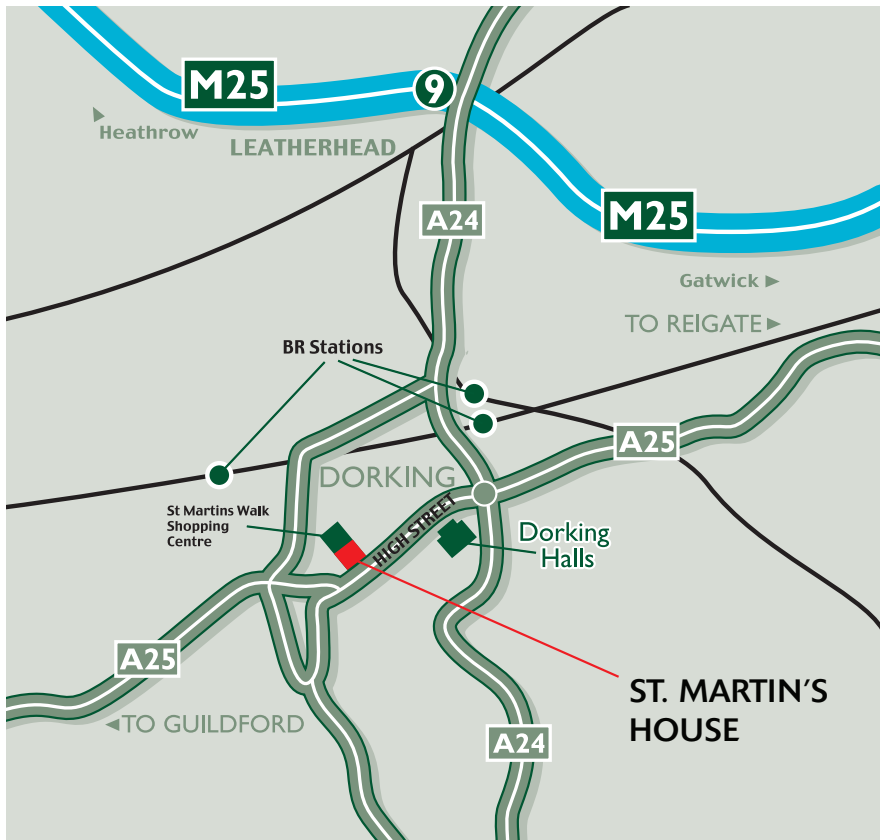 M25
9
Heathrow
LEATHERHEAD
A24
M25
Gatwick
TO REIGATE
BR Stations
A25
DORKING
St Martins Walk
Shopping
Centre
HIGH STREET
Dorking
Halls
A25
ST. MARTIN'S
HOUSE
TO GUILDFORD
A24